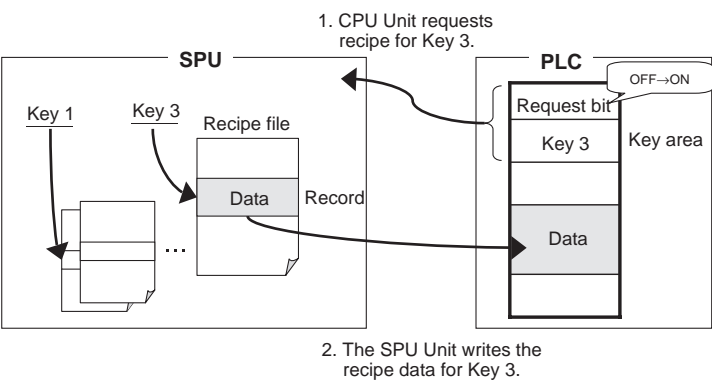 1. CPU Unit requests
recipe for Key 3.
SPU
PLC
OFF→ON
Key 1
Key 3
Recipe file
Request bit
Key 3
Key area
Data
Record
...
Data
2. The SPU Unit writes the
recipe data for Key 3.